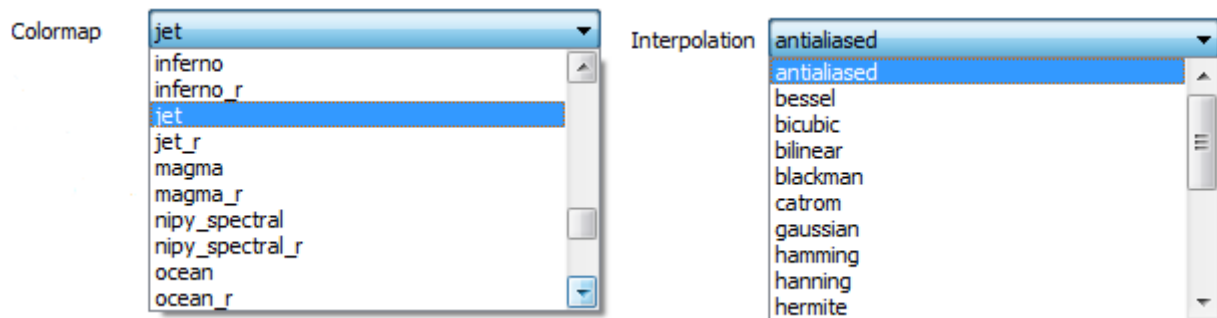 Colormap
jet
inferno
inferno_r
jet
jet_r
magma
magma_r
nipy_spectral
nipy_spectral_r
ocean
ocean_r
Interpolation
antialiased
antialiased
bessel
bicubic
bilinear
blackman
catrom
gaussian
hamming
hanning
hermite